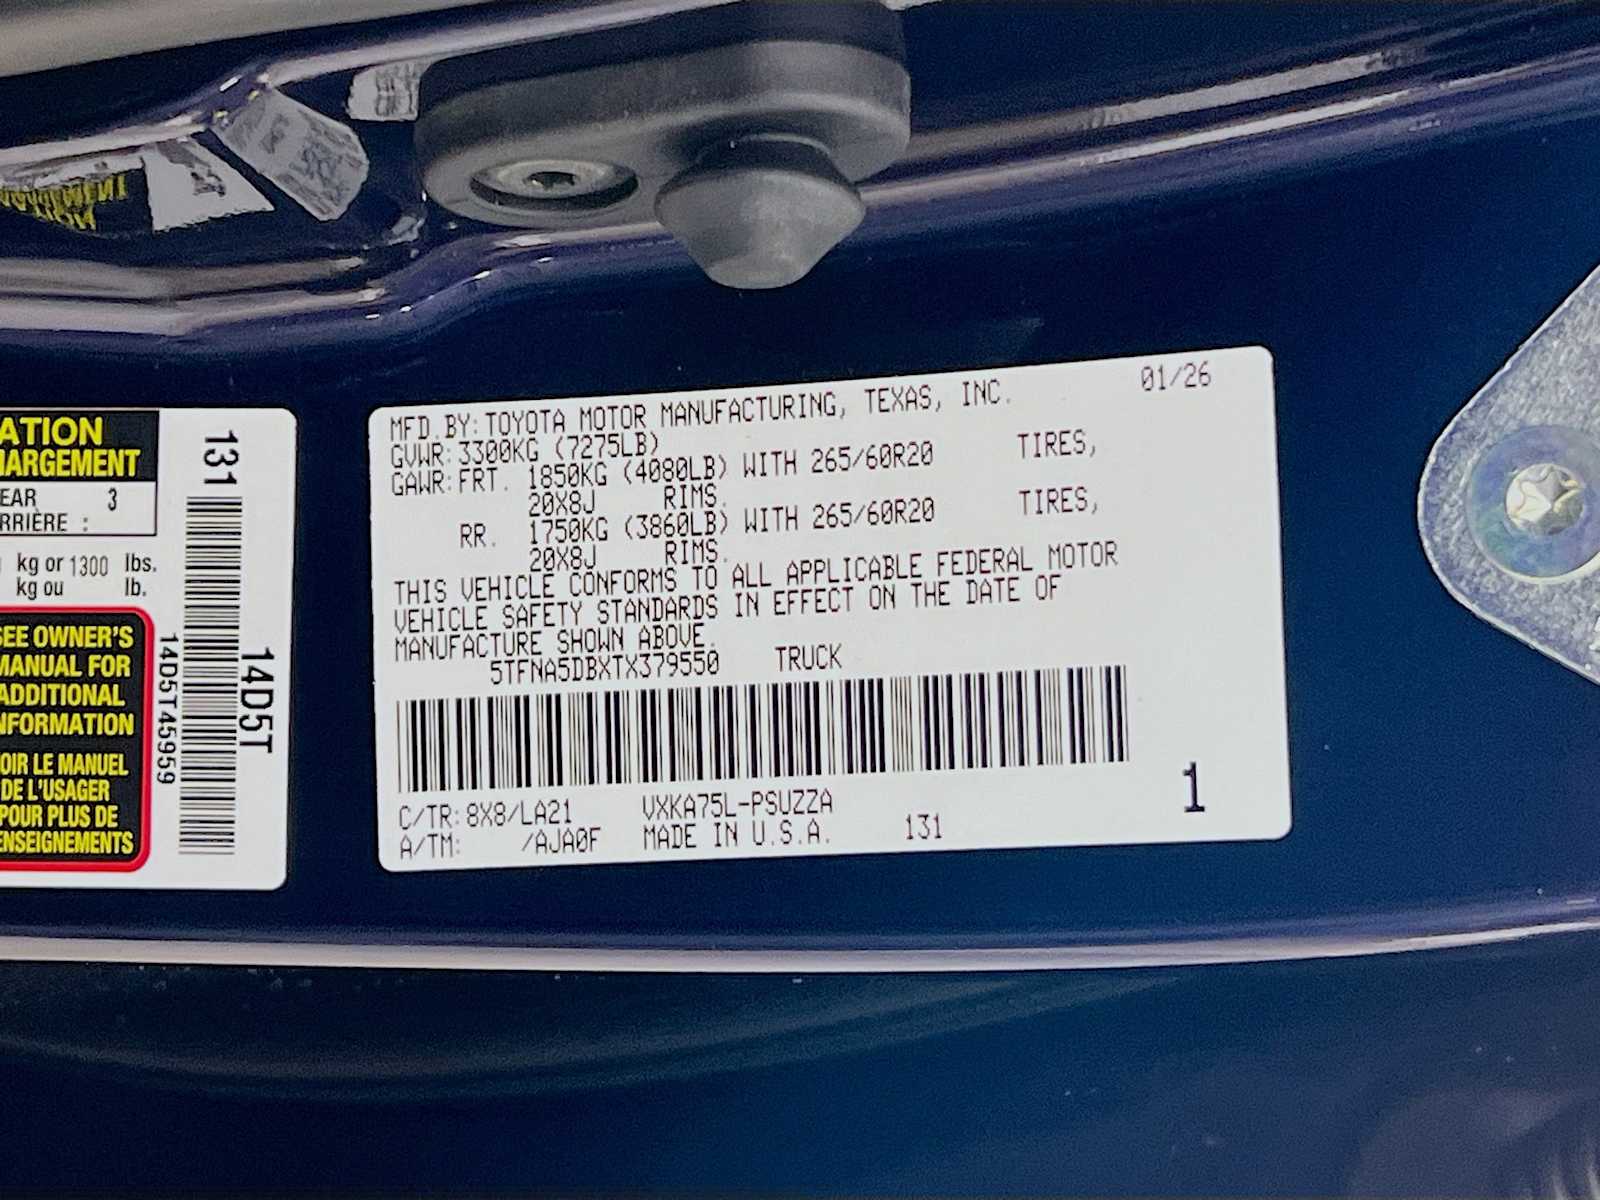 ATION
HARGEMENT
EAR 3
RRIÈRE :
kg or 1300 lbs.
kg ou lb.
SEE OWNER'S
MANUAL FOR
ADDITIONAL
INFORMATION
OIR LE MANUEL
DE L'USAGER
POUR PLUS DE
ENSEIGNEMENTS
131
14D5T45959
14D5T
MFD.BY:TOYOTA MOTOR MANUFACTURING, TEXAS, INC. 01/26
GVWR:3300KG (7275LB)
GAWR:FRT. 1850KG (4080LB) WITH 265/60R20 TIRES,
20X8J RIMS.
RR. 1750KG (3860LB) WITH 265/60R20 TIRES,
20X8J RIMS.
THIS VEHICLE CONFORMS TO ALL APPLICABLE FEDERAL MOTOR
VEHICLE SAFETY STANDARDS IN EFFECT ON THE DATE OF
MANUFACTURE SHOWN ABOVE.
5TFNA5DBXTX379550 TRUCK
C/TR:8X8/LA21 VXKA75L-PSUZZA
A/TM: /AJA0F MADE IN U.S.A. 131
1